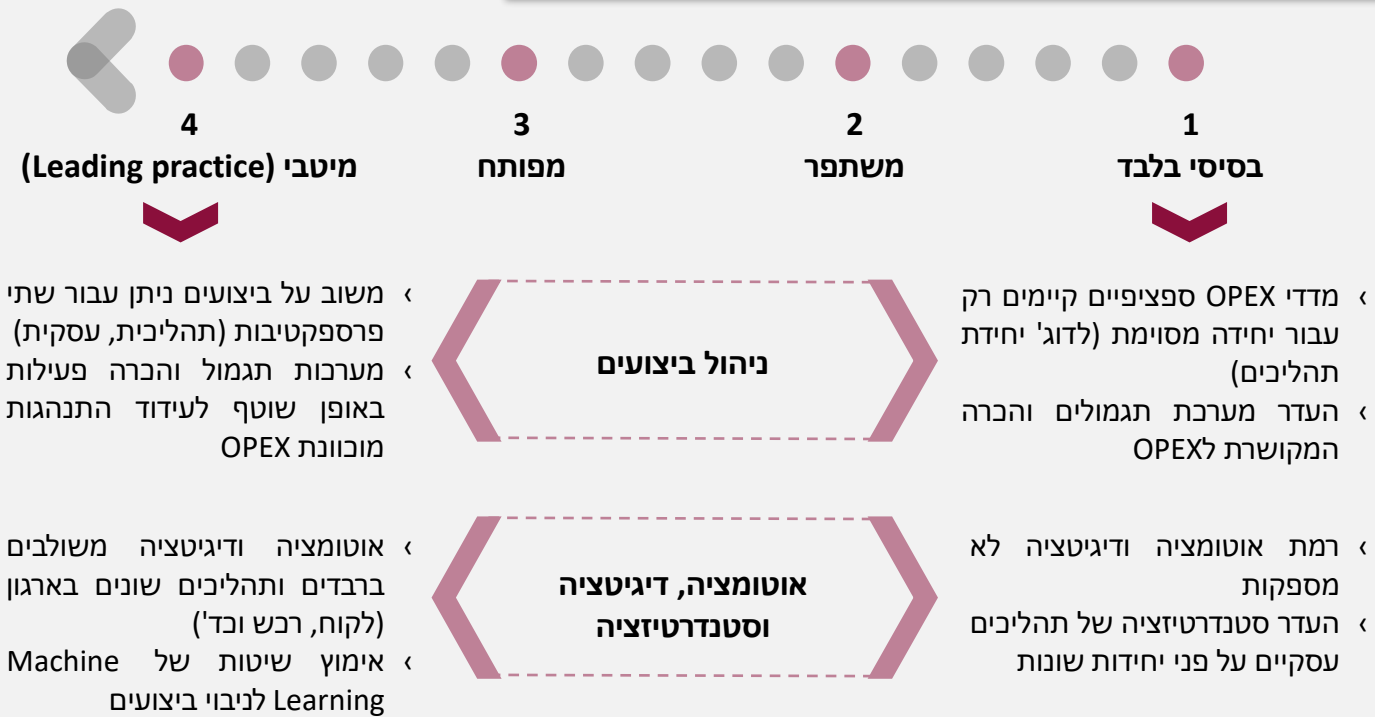 1
בסיסי בלבד
2
משתפר
3
מפותח
4
מיטבי (Leading practice)
› מדדי OPEX ספציפיים קיימים רק
עבור יחידה מסוימת (לדוג' יחידת
תהליכים)
› העדר מערכת תגמולים והכרה
המקושרת לOPEX
ניהול ביצועים
› משוב על ביצועים ניתן עבור שתי
פרספקטיבות (תהליכית, עסקית)
› מערכות תגמול והכרה פעילות
באופן שוטף לעידוד התנהגות
מוכוונת OPEX
› רמת אוטומציה ודיגיטציה לא
מספקות
› העדר סטנדרטיזציה של תהליכים
עסקיים על פני יחידות שונות
אוטומציה, דיגיטציה
וסטנדרטיזציה
› אוטומציה ודיגיטציה משולבים
ברבדים ותהליכים שונים בארגון
(לקוח, רכש וכד')
› אימוץ שיטות של Machine
Learning לניבוי ביצועים